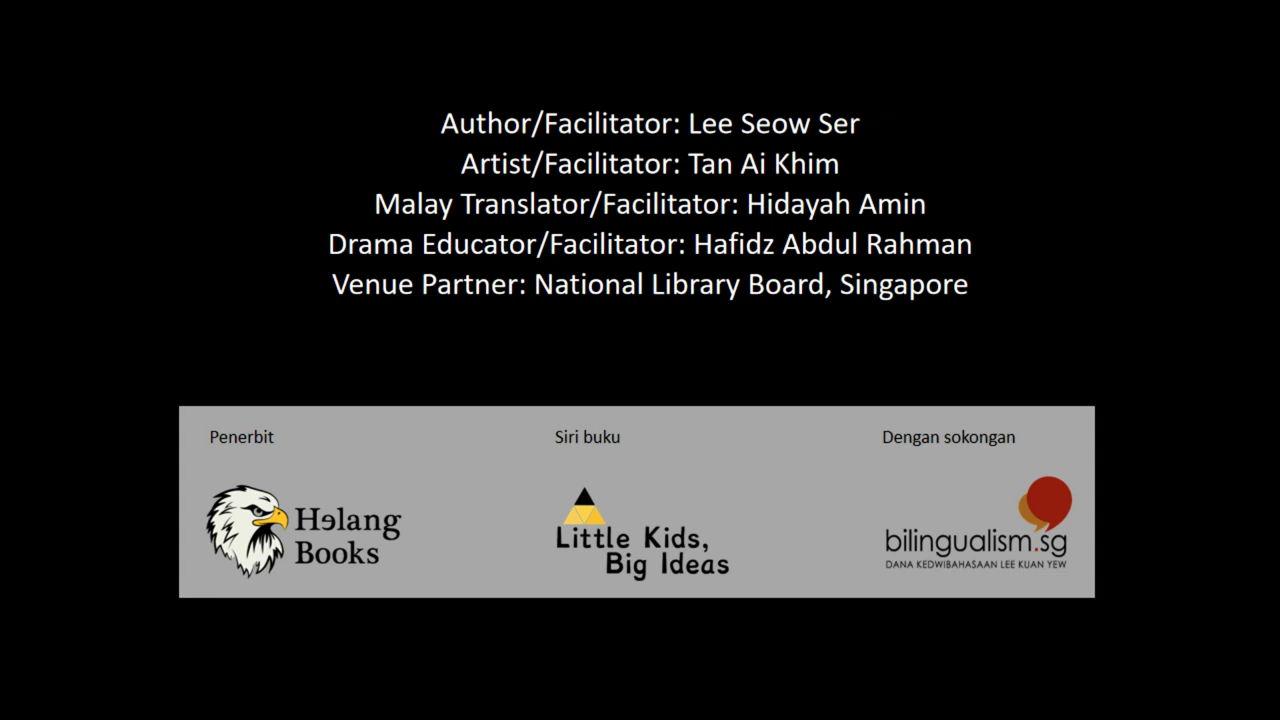 Author/Facilitator: Lee Seow Ser
Artist/Facilitator: Tan Ai Khim
Malay Translator/Facilitator: Hidayah Amin
Drama Educator/Facilitator: Hafidz Abdul Rahman
Venue Partner: National Library Board, Singapore
Penerbit
Hәlang
Books
Siri buku
Little Kids,
Big Ideas
Dengan sokongan
bilingualism.sg
DANA KEDWIBAHASAAN LEE KUAN YEW